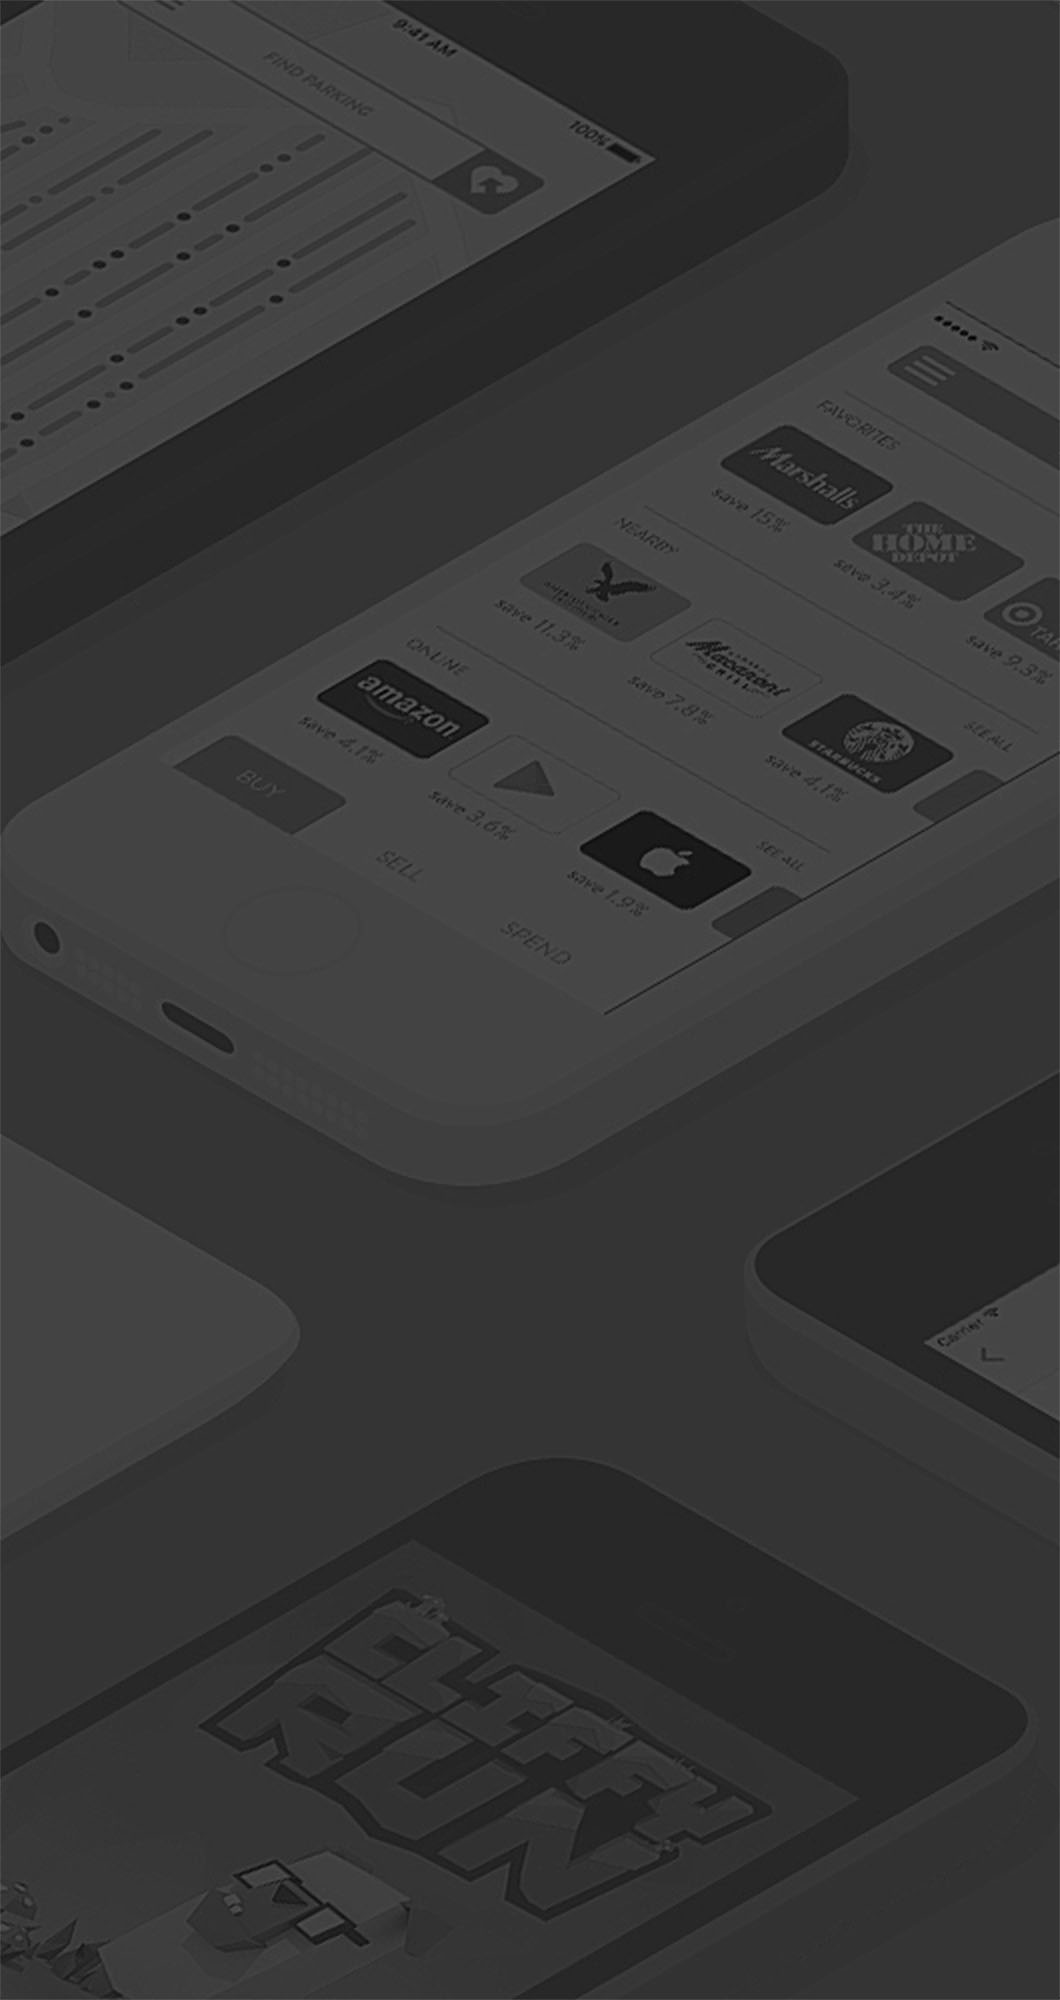 9:41 AM
100%
FIND PARKING
FAVORITES
Marshalls
save 15%
THE
HOME
DEPOT
save 3.4%
save 9.3%
NEARBY
save 11.3%
Macaroni
GRILL
save 7.8%
STARBUCKS
save 4.1%
SEE ALL
ONLINE
amazon
save 4.1%
save 3.6%
save 1.9%
SEE ALL
BUY
SELL
SPEND
Carrier
CLIFFY
RUN